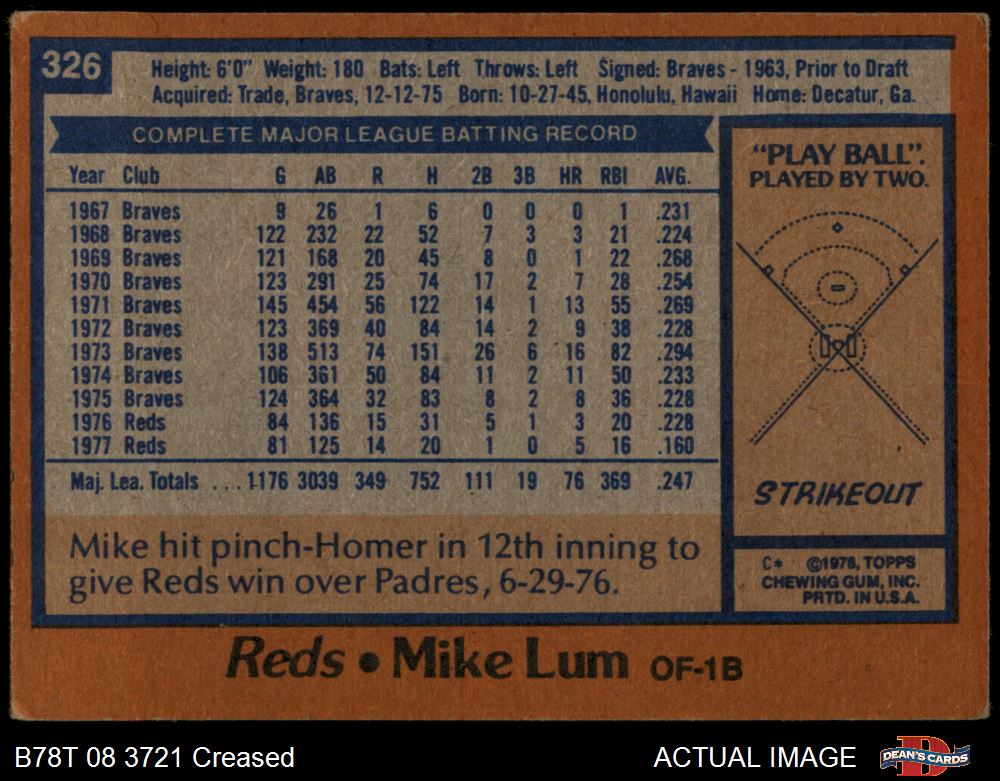 326
Height: 6'0" Weight: 180 Bats: Left Throws: Left Signed: Braves - 1963, Prior to Draft
Acquired: Trade, Braves, 12-12-75 Born: 10-27-45, Honolulu, Hawaii Home: Decatur, Ga.
COMPLETE MAJOR LEAGUE BATTING RECORD
Year Club G AB R H 2B 3B HR RBI AVG.
1967 Braves 9 26 1 6 0 0 0 1 .231
1968 Braves 122 232 22 52 7 3 3 21 .224
1969 Braves 121 168 20 45 8 0 1 22 .268
1970 Braves 123 291 25 74 17 2 7 28 .254
1971 Braves 145 454 56 122 14 1 13 55 .269
1972 Braves 123 369 40 84 14 2 9 38 .228
1973 Braves 138 513 74 151 26 6 16 82 .294
1974 Braves 106 361 50 84 11 2 11 50 .233
1975 Braves 124 364 32 83 8 2 8 36 .228
1976 Reds 84 136 15 31 5 1 3 20 .228
1977 Reds 81 125 14 20 1 0 5 16 .160
Maj. Lea. Totals .... 1176 3039 349 752 111 19 76 369 .247
Mike hit pinch-Homer in 12th inning to
give Reds win over Padres, 6-29-76.
"PLAY BALL".
PLAYED BY TWO.
STRIKEOUT
C* ©1978, TOPPS
CHEWING GUM, INC.
PRTD. IN U.S.A.
Reds • Mike Lum OF-1B
B78T 08 3721 Creased
ACTUAL IMAGE
DEAN'S CARDS